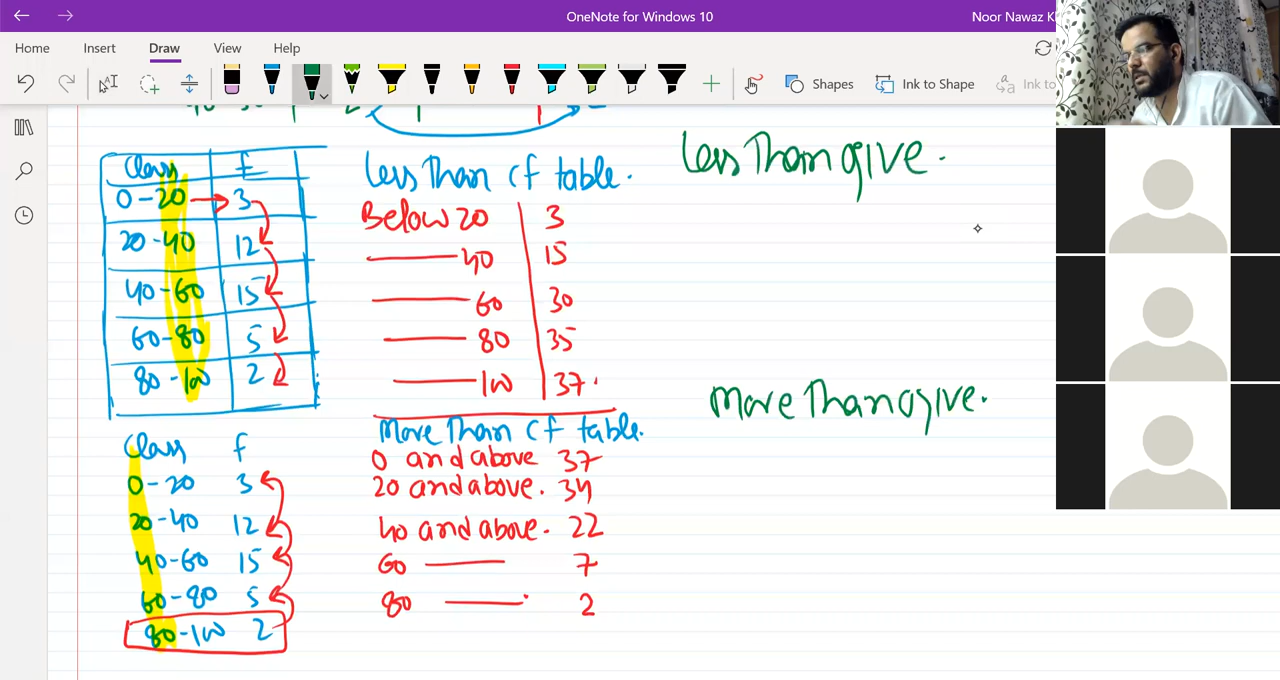 OneNote for Windows 10
Noor Nawaz K
Home Insert Draw View Help
Shapes Ink to Shape Ink to
Less Than ogive.
Class f
0-20 3
20-40 12
40-60 15
60-80 5
80-100 2
Less Than cf table.
Below 20 3
40 15
60 30
80 35
100 37.
More Than ogive.
Class f
0-20 3
20-40 12
40-60 15
60-80 5
80-100 2
More Than cf table.
0 and above 37
20 and above. 34
40 and above. 22
60 7
80 2